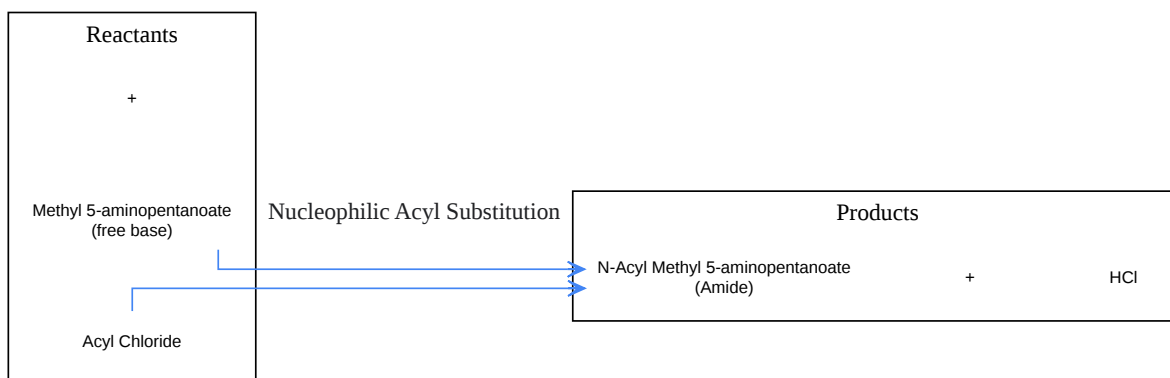 Reactants
+
Methyl 5-aminopentanoate
(free base)
Acyl Chloride
Nucleophilic Acyl Substitution
Products
N-Acyl Methyl 5-aminopentanoate
(Amide)
+
HCl